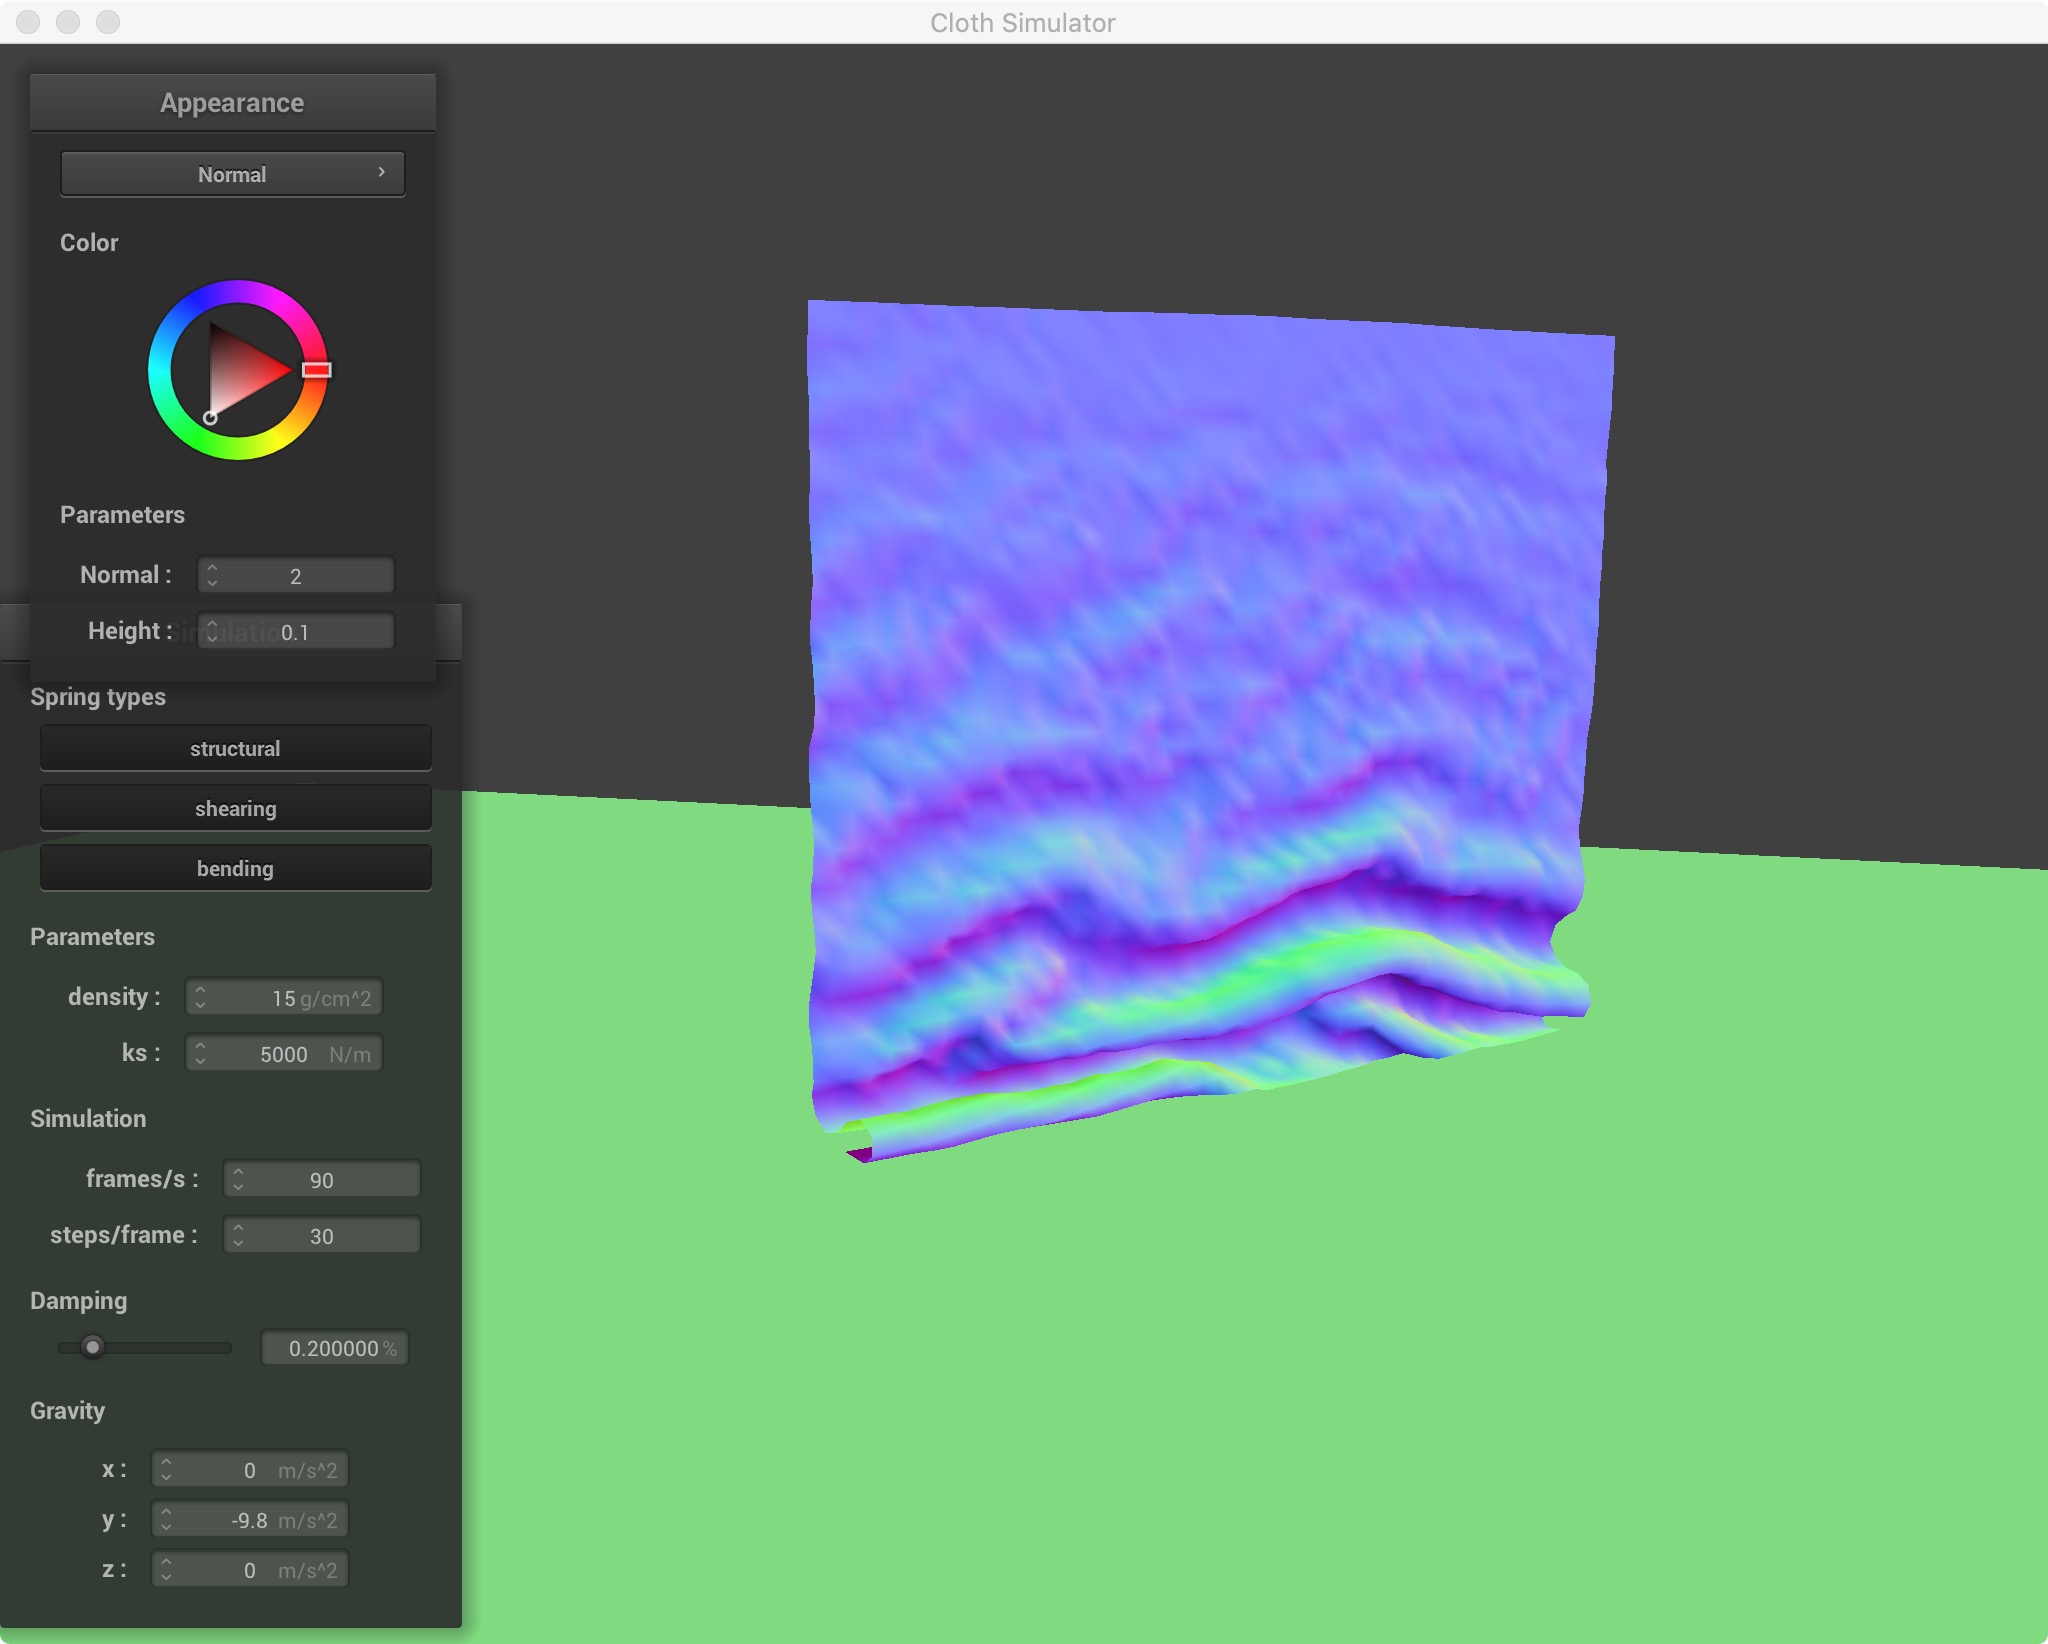 Cloth Simulator
Appearance
Normal
Color
Parameters
Normal : 2
Height : 0.1
Simulation
Spring types
structural
shearing
bending
Parameters
density : 15 g/cm^2
ks : 5000 N/m
Simulation
frames/s : 90
steps/frame : 30
Damping
0.200000 %
Gravity
x : 0 m/s^2
y : -9.8 m/s^2
z : 0 m/s^2